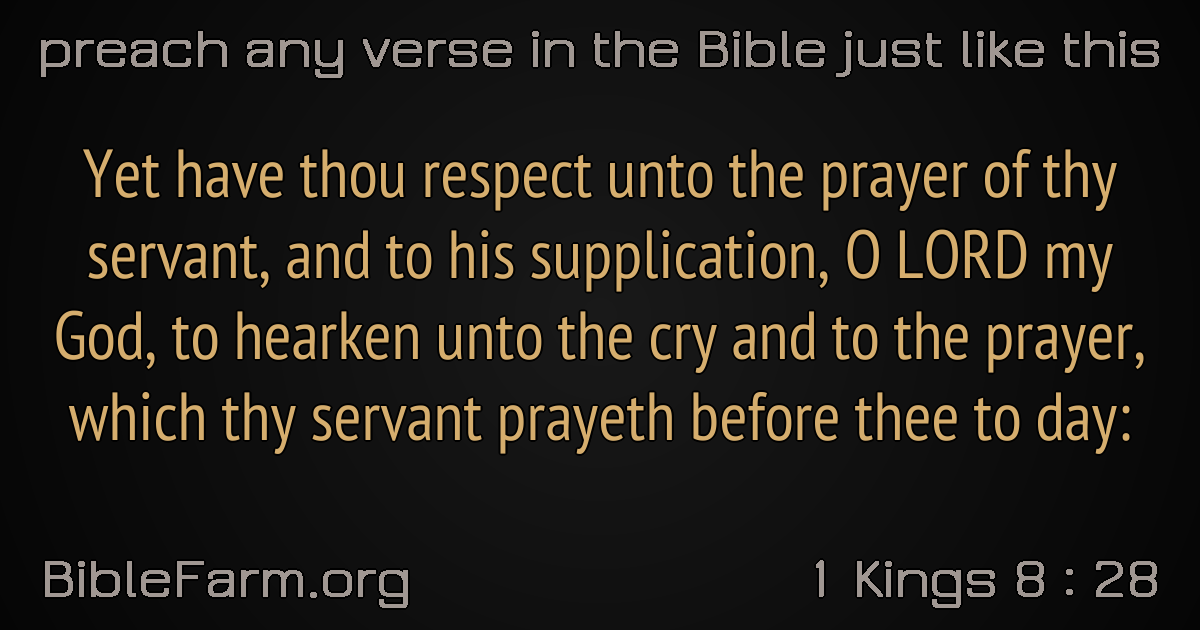 preach any verse in the Bible just like this
Yet have thou respect unto the prayer of thy
servant, and to his supplication, O LORD my
God, to hearken unto the cry and to the prayer,
which thy servant prayeth before thee to day:
BibleFarm.org
1 Kings 8 : 28